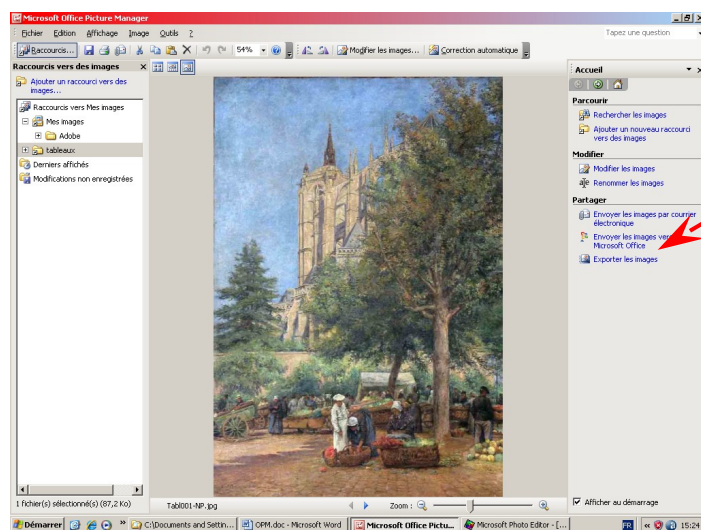 Microsoft Office Picture Manager
Fichier Edition Affichage Image Outils ?
Tapez une question
Raccourcis... 54% Modifier les images... Correction automatique
Raccourcis vers des images
Ajouter un raccourci vers des
images...
Raccourcis vers Mes images
Mes images
Adobe
tableaux
Derniers affichés
Modifications non enregistrées
Accueil
Parcourir
Rechercher les images
Ajouter un nouveau raccourci
vers des images
Modifier
Modifier les images
Renommer les images
Partager
Envoyer les images par courrier
électronique
Envoyer les images vers
Microsoft Office
Exporter les images
Afficher au démarrage
1 fichier(s) sélectionné(s) (87,2 Ko)
Tabl001-NP.jpg
Zoom :
Démarrer
C:\Documents and Settin...
OPM.doc - Microsoft Word
Microsoft Office Pictu...
Microsoft Photo Editor - [...
FR
15:24